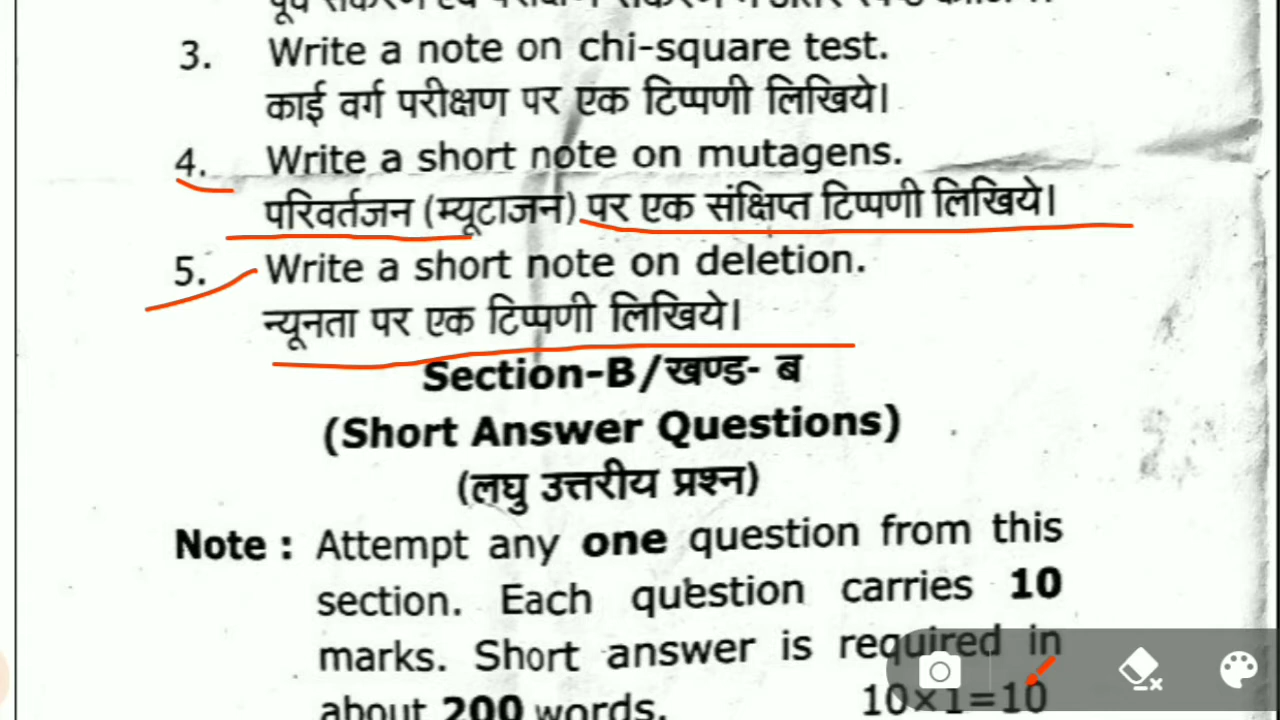 3. Write a note on chi-square test.
काई वर्ग परीक्षण पर एक टिप्पणी लिखिये।
4. Write a short note on mutagens.
परिवर्तजन (म्यूटाजन) पर एक संक्षिप्त टिप्पणी लिखिये।
5. Write a short note on deletion.
न्यूनता पर एक टिप्पणी लिखिये।
Section-B/खण्ड- ब
(Short Answer Questions)
(लघु उत्तरीय प्रश्न)
Note : Attempt any one question from this
section. Each question carries 10
marks. Short answer is required in
about 200 words. 10×1=10